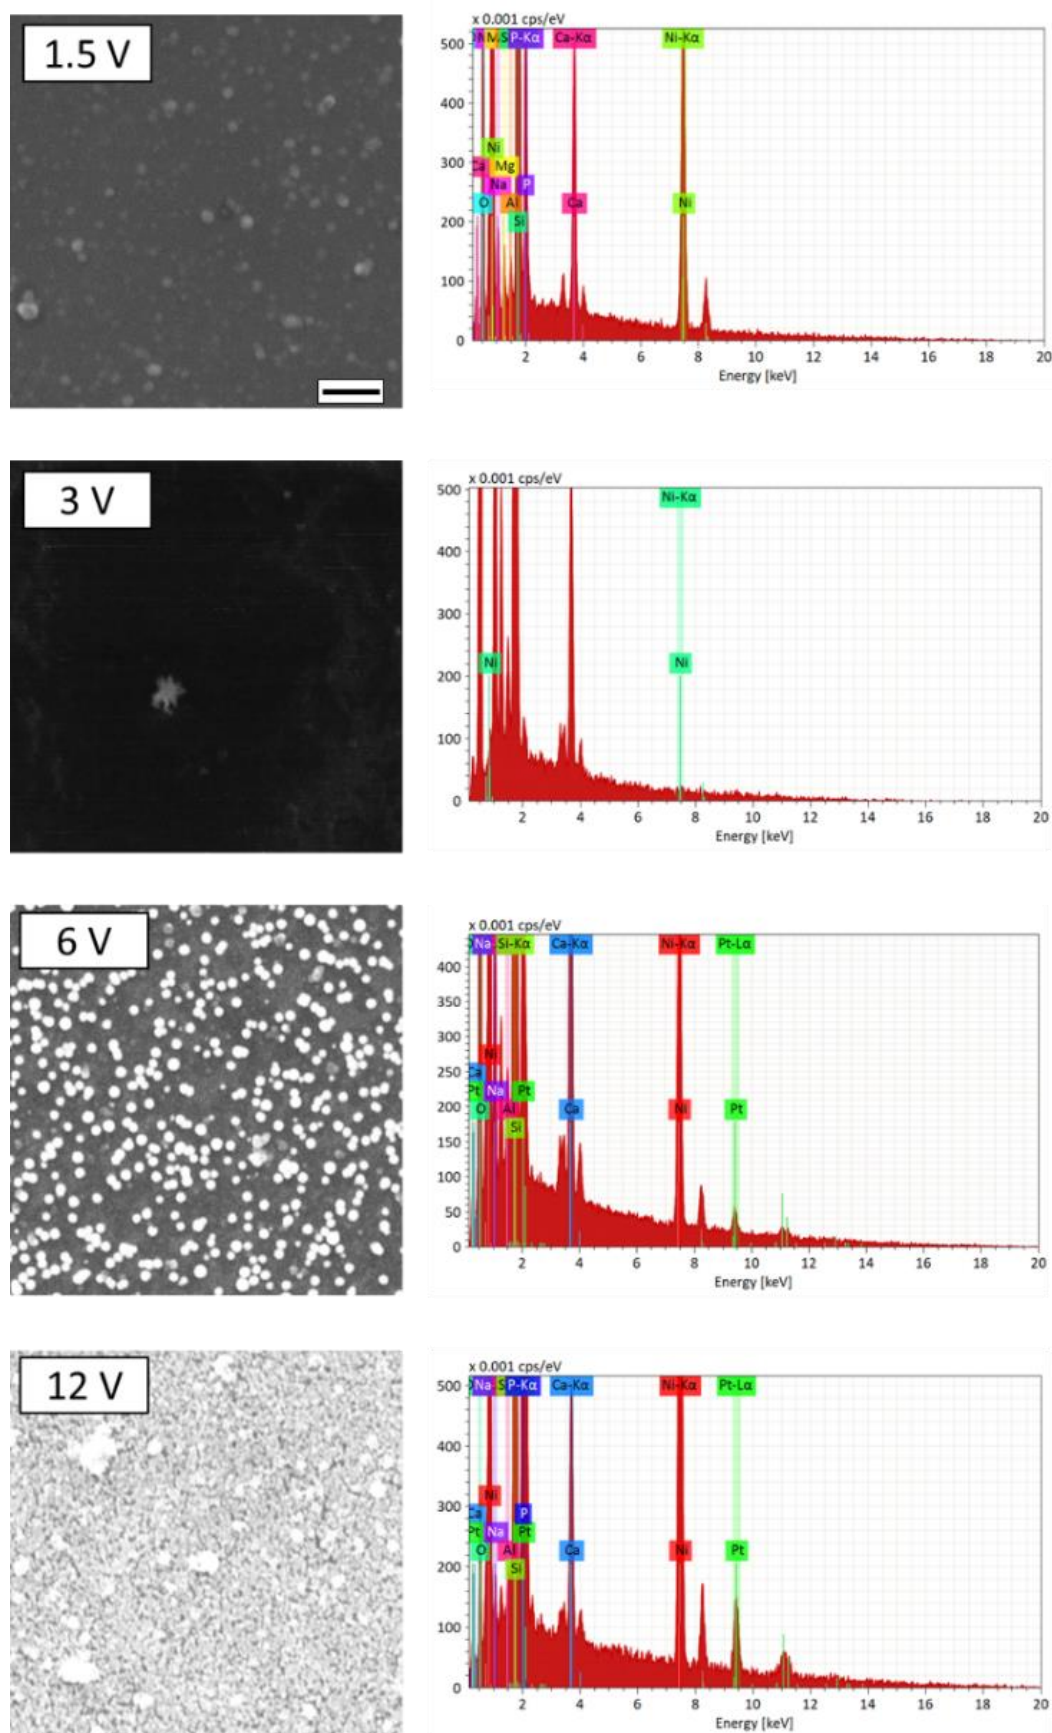 1.5 V
x 0.001 cps/eV
P-Kα Ca-Kα Ni-Kα
500
400
300
200
100
0
Ni
Ca Mg
Na P
O Al Ca Ni
Si
2 4 6 8 10 12 14 16 18 20
Energy [keV]
3 V
x 0.001 cps/eV
Ni-Kα
500
400
300
200
100
0
Ni Ni
2 4 6 8 10 12 14 16 18 20
Energy [keV]
6 V
x 0.001 cps/eV
Na Si-Kα Ca-Kα Ni-Kα Pt-Lα
400
350
300
250
200
150
100
50
0
Ni
Ca
Pt Na Pt
O Al Ca Ni Pt
Si
2 4 6 8 10 12 14 16 18 20
Energy [keV]
12 V
x 0.001 cps/eV
Na S P-Kα Ca-Kα Ni-Kα Pt-Lα
500
400
300
200
100
0
Ni
Ca P
Pt Na Pt
O Al Ca Ni Pt
Si
2 4 6 8 10 12 14 16 18 20
Energy [keV]